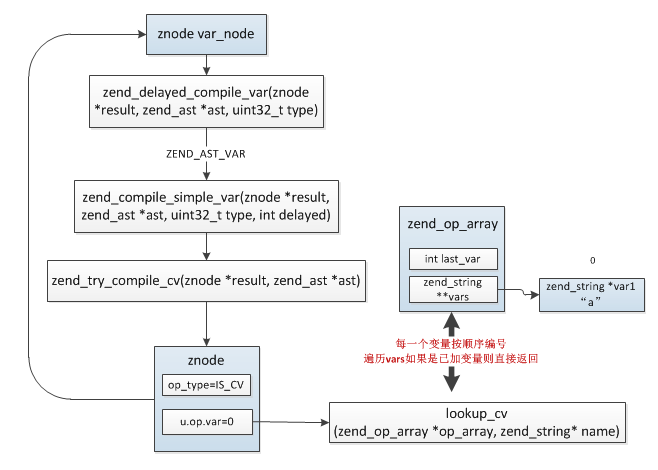 znode var_node
zend_delayed_compile_var(znode
*result, zend_ast *ast, uint32_t type)
ZEND_AST_VAR
zend_compile_simple_var(znode *result,
zend_ast *ast, uint32_t type, int delayed)
zend_try_compile_cv(znode *result, zend_ast *ast)
znode
op_type=IS_CV
u.op.var=0
zend_op_array
int last_var
zend_string
**vars
0
zend_string *var1
“a”
每一个变量按顺序编号
遍历vars如果是已加变量则直接返回
lookup_cv
(zend_op_array *op_array, zend_string* name)